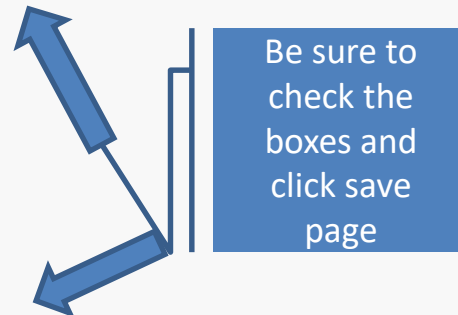 Be sure to
check the
boxes and
click save
page